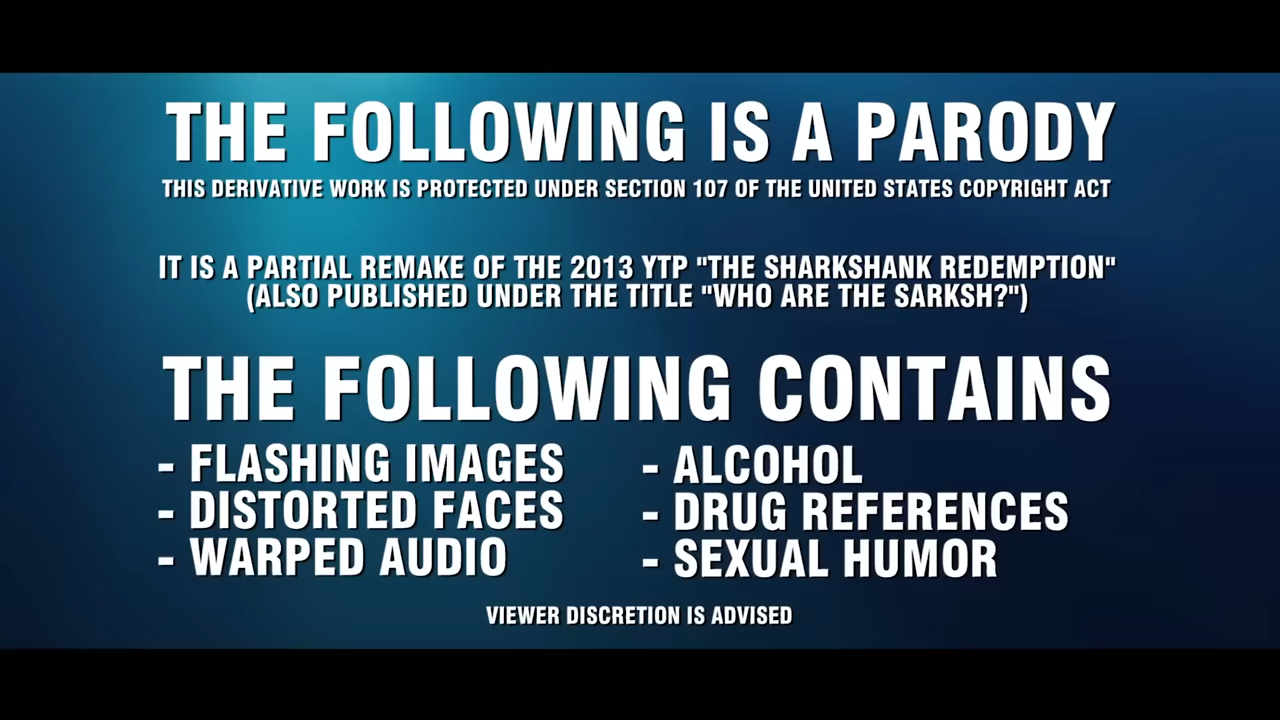 THE FOLLOWING IS A PARODY
THIS DERIVATIVE WORK IS PROTECTED UNDER SECTION 107 OF THE UNITED STATES COPYRIGHT ACT
IT IS A PARTIAL REMAKE OF THE 2013 YTP "THE SHARKSHANK REDEMPTION"
(ALSO PUBLISHED UNDER THE TITLE "WHO ARE THE SARKSH?")
THE FOLLOWING CONTAINS
- FLASHING IMAGES
- DISTORTED FACES
- WARPED AUDIO
- ALCOHOL
- DRUG REFERENCES
- SEXUAL HUMOR
VIEWER DISCRETION IS ADVISED